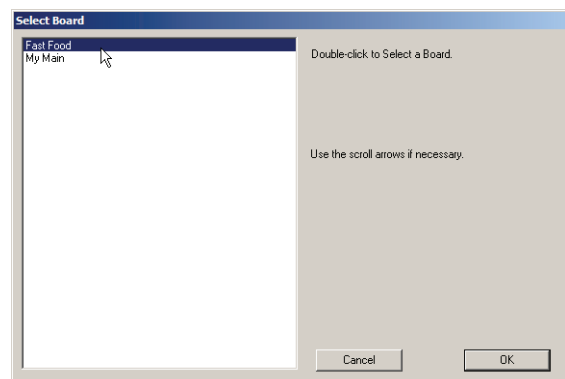 Select Board
Fast Food
My Main
Double-click to Select a Board.
Use the scroll arrows if necessary.
Cancel
OK